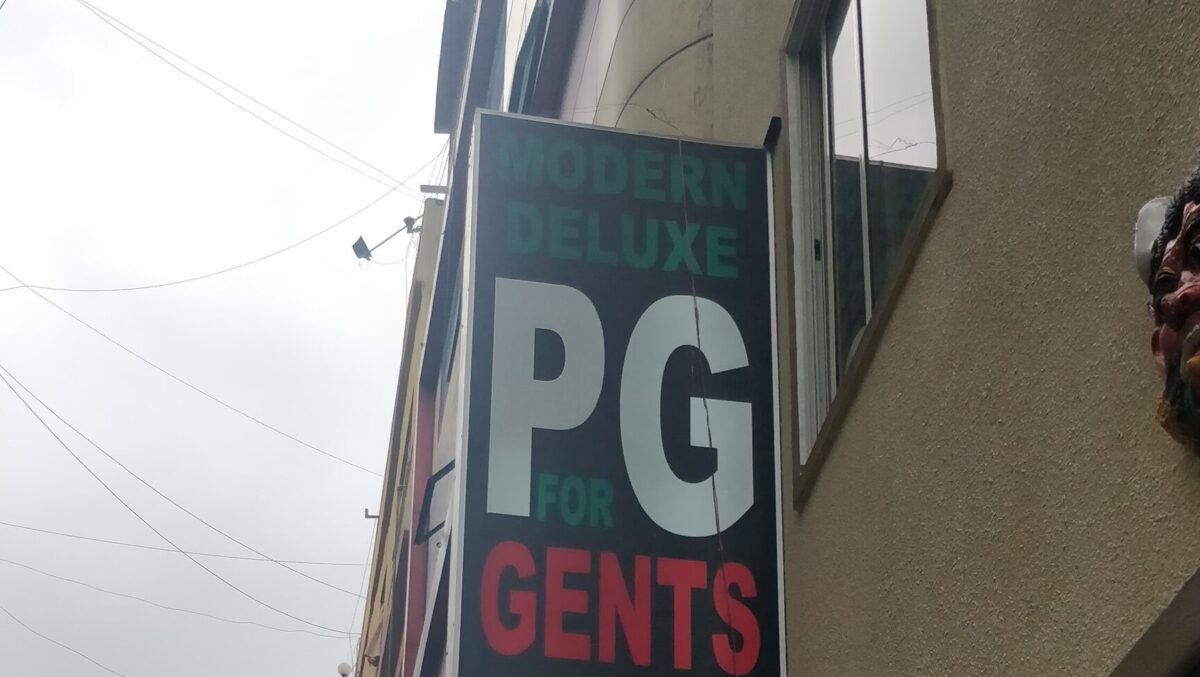 MODERN
DELUXE
PG
FOR
GENTS